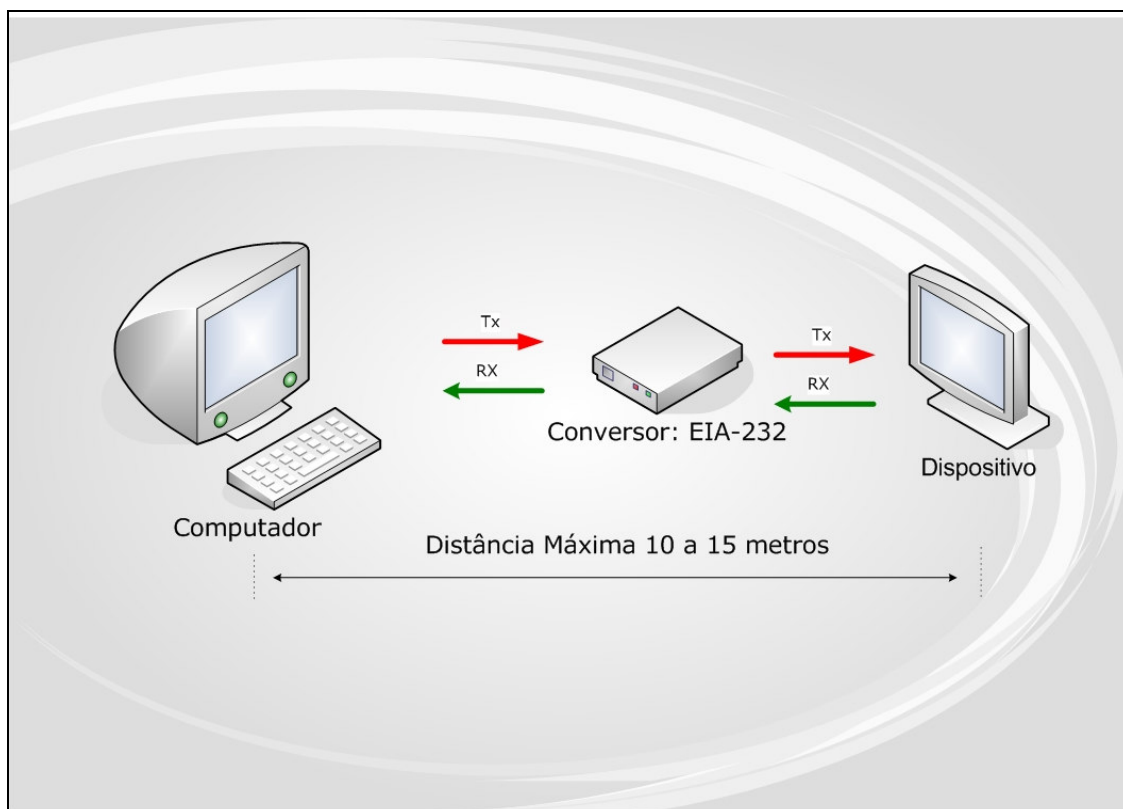 Tx
RX
Tx
RX
Conversor: EIA-232
Dispositivo
Computador
Distância Máxima 10 a 15 metros